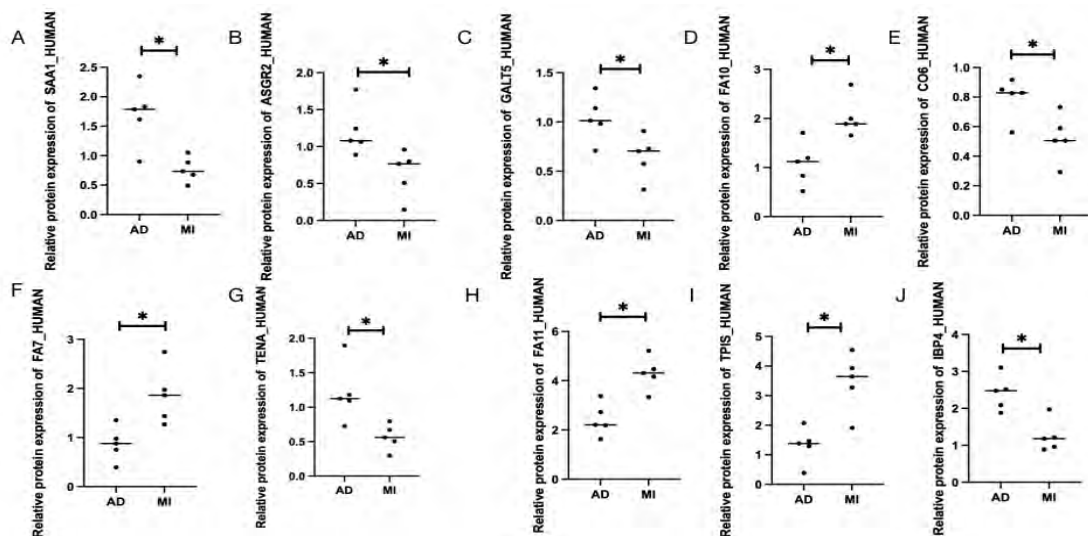 A
Relative protein expression of SAA1_HUMAN
*
2.5
2.0
1.5
1.0
0.5
0.0
AD MI
B
Relative protein expression of ASGR2_HUMAN
*
2.0
1.5
1.0
0.5
0.0
AD MI
C
Relative protein expression of GALT5_HUMAN
*
1.5
1.0
0.5
0.0
AD MI
D
Relative protein expression of FA10_HUMAN
*
3
2
1
0
AD MI
E
Relative protein expression of CO06_HUMAN
*
1.0
0.8
0.6
0.4
0.2
0.0
AD MI
F
Relative protein expression of FA7_HUMAN
*
3
2
1
0
AD MI
G
Relative protein expression of TENA_HUMAN
*
2.0
1.5
1.0
0.5
0.0
AD MI
H
Relative protein expression of FA11_HUMAN
*
6
4
2
0
AD MI
I
Relative protein expression of TPIS_HUMAN
*
5
4
3
2
1
0
AD MI
J
Relative protein expression of IBP4_HUMAN
*
4
3
2
1
0
AD MI